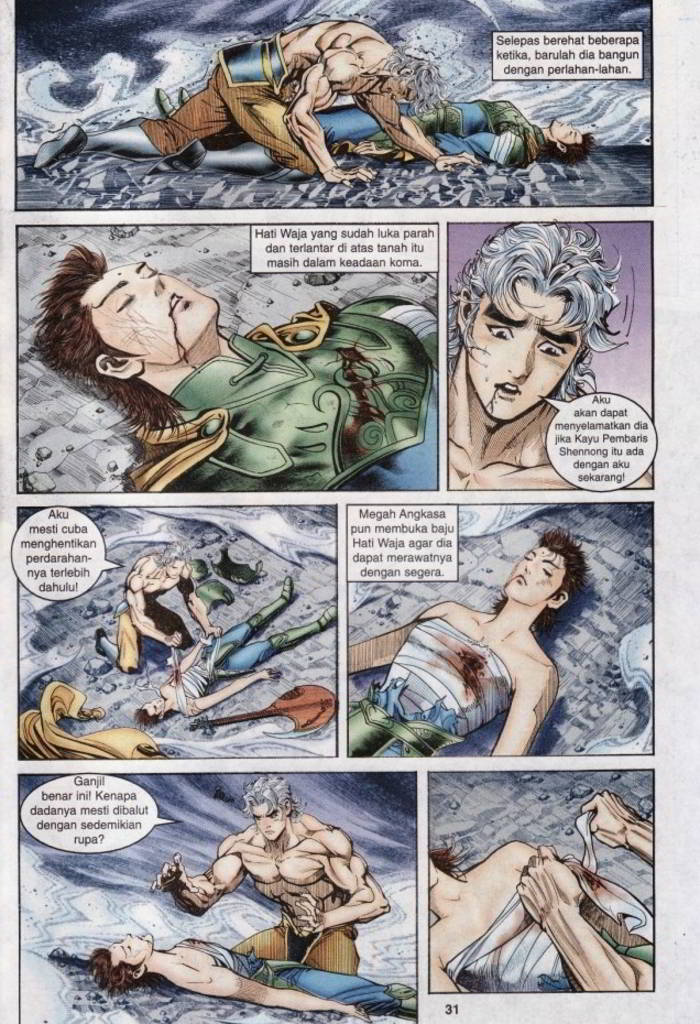 Selepas berehat beberapa
ketika, barulah dia bangun
dengan perlahan-lahan.
Hati Waja yang sudah luka parah
dan terlantar di atas tanah itu
masih dalam keadaan koma.
Aku
akan dapat
menyelamatkan dia
jika Kayu Pembaris
Shennong itu ada
dengan aku
sekarang!
Aku
mesti cuba
menghentikan
perdarahan-
nya terlebih
dahulu!
Megah Angkasa
pun membuka baju
Hati Waja agar dia
dapat merawatnya
dengan segera.
Ganjil
benar ini! Kenapa
dadanya mesti dibalut
dengan sedemikian
rupa?
31